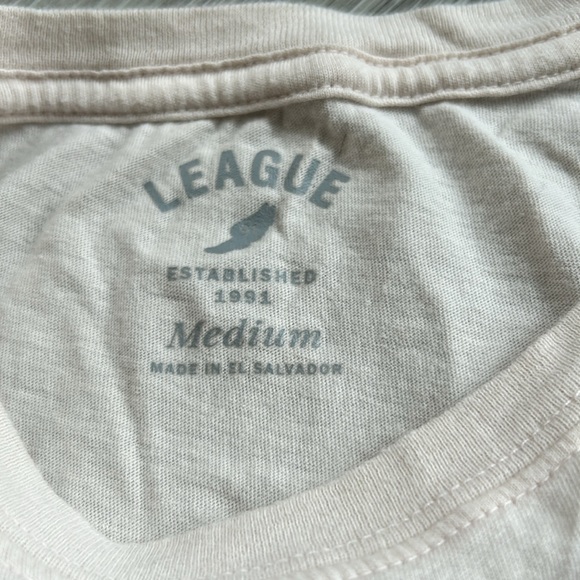 LEAGUE
ESTABLISHED
1991
Medium
MADE IN EL SALVADOR